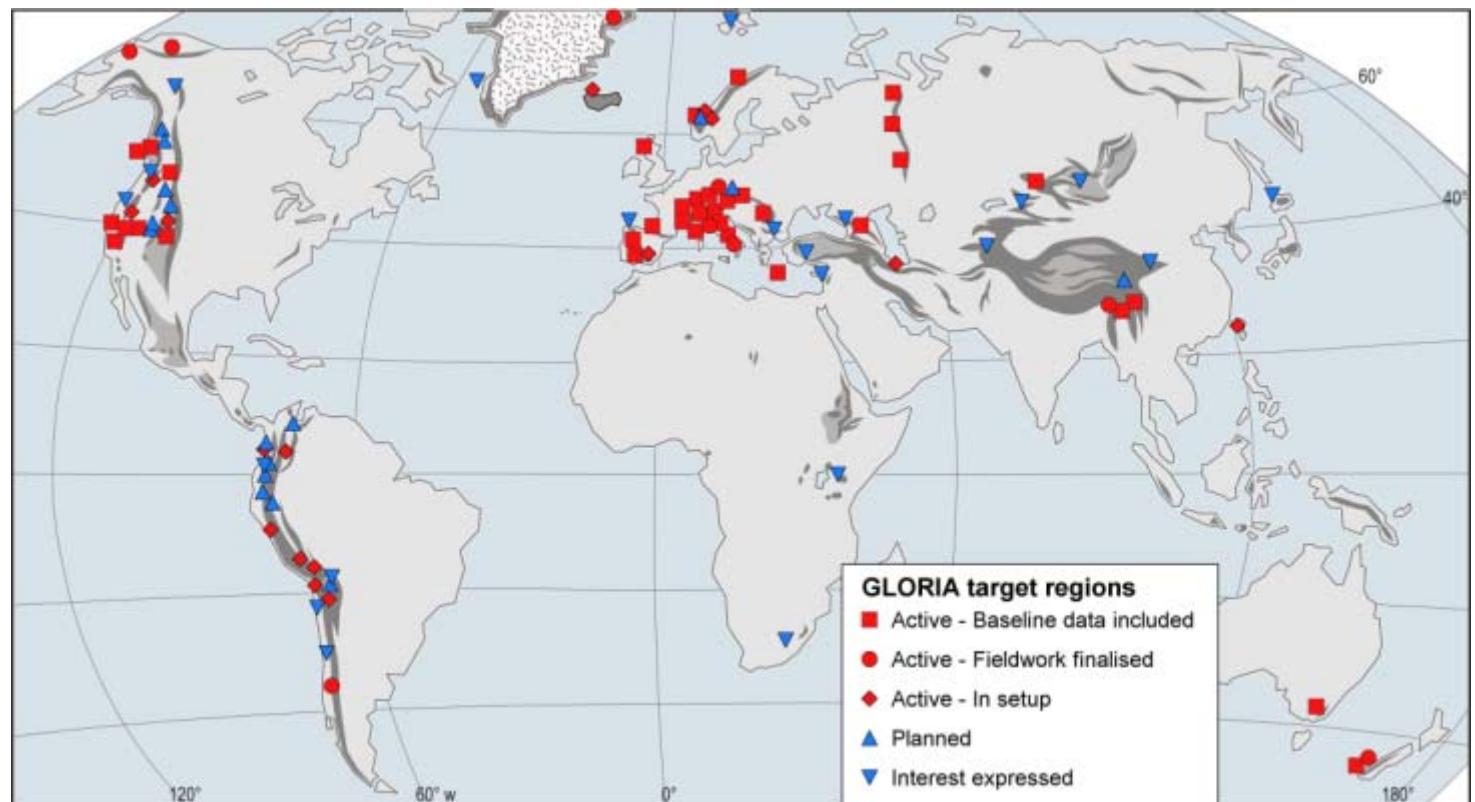 60°
40°
GLORIA target regions
Active - Baseline data included
Active - Fieldwork finalised
Active - In setup
Planned
Interest expressed
120°
60° w
0°
180°